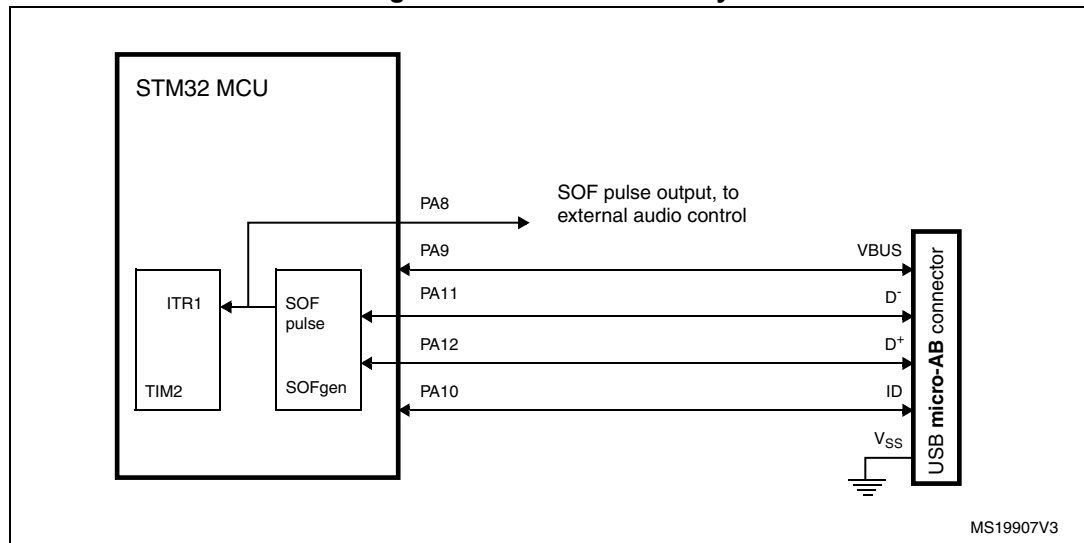 STM32 MCU
PA8
SOF pulse output, to
external audio control
PA9
VBUS
PA11
D-
PA12
D+
PA10
ID
VSS
ITR1
TIM2
SOF
pulse
SOFgen
USB micro-AB connector
MS19907V3